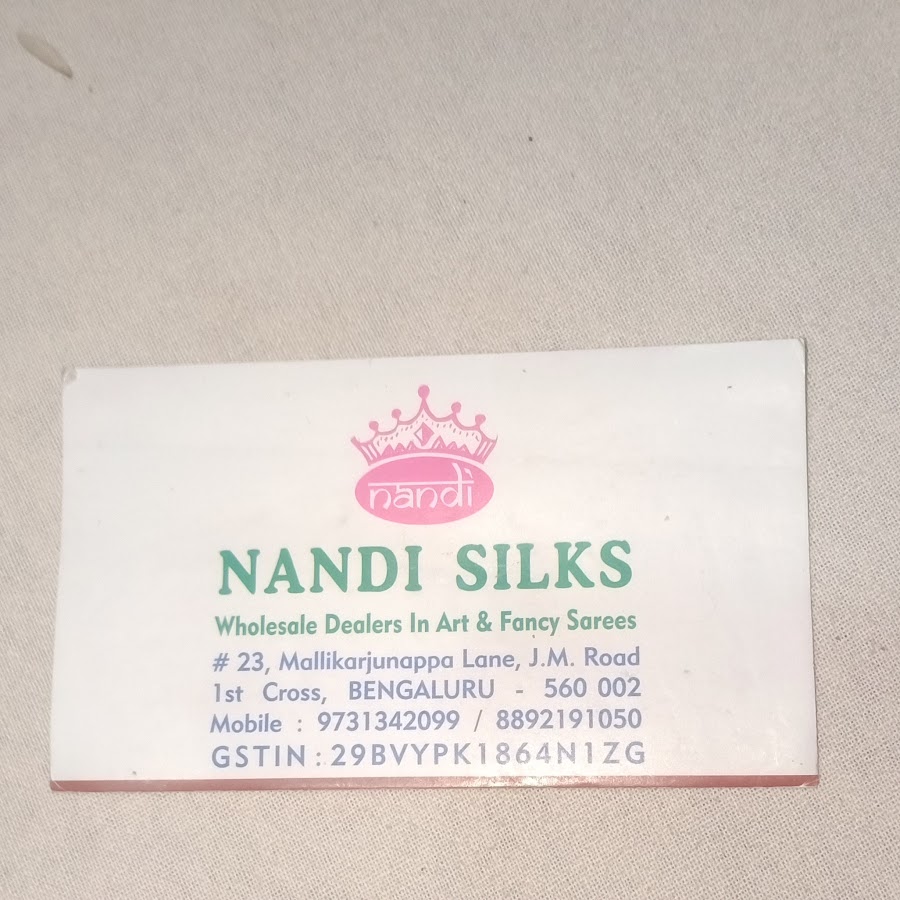 nandi
NANDI SILKS
Wholesale Dealers In Art & Fancy Sarees
# 23, Mallikarjunappa Lane, J.M. Road
1st Cross, BENGALURU - 560 002
Mobile : 9731342099 / 8892191050
GSTIN : 29BVYPK1864N1ZG